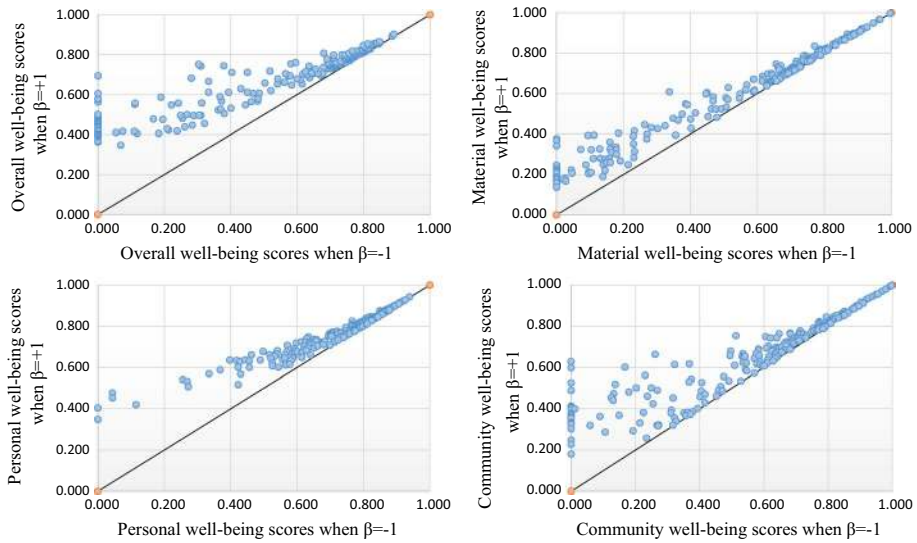 Overall well-being scores
when β=+1
1.000
0.800
0.600
0.400
0.200
0.000
0.000 0.200 0.400 0.600 0.800 1.000
Overall well-being scores when β=-1
Material well-being scores
when β=+1
1.000
0.800
0.600
0.400
0.200
0.000
0.000 0.200 0.400 0.600 0.800 1.000
Material well-being scores when β=-1
Personal well-being scores
when β=+1
1.000
0.800
0.600
0.400
0.200
0.000
0.000 0.200 0.400 0.600 0.800 1.000
Personal well-being scores when β=-1
Community well-being scores
when β=+1
1.000
0.800
0.600
0.400
0.200
0.000
0.000 0.200 0.400 0.600 0.800 1.000
Community well-being scores when β=-1